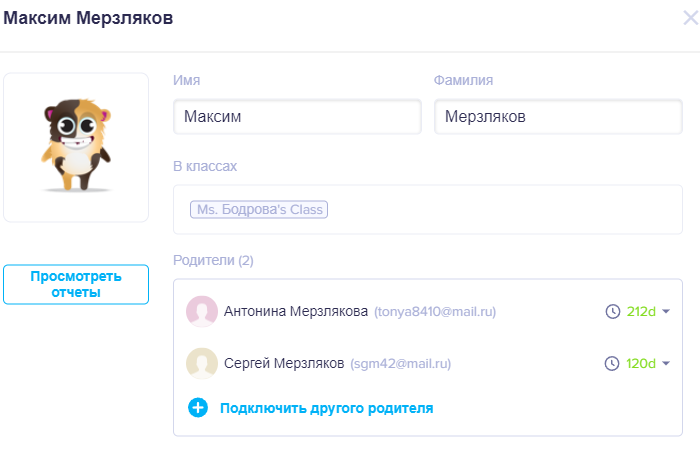 Максим Мерзляков
Имя
Фамилия
Максим
Мерзляков
В классах
Ms. Бодрова's Class
Просмотреть
отчеты
Родители (2)
Антонина Мерзлякова (tonya8410@mail.ru) 212d
Сергей Мерзляков (sgm42@mail.ru) 120d
Подключить другого родителя